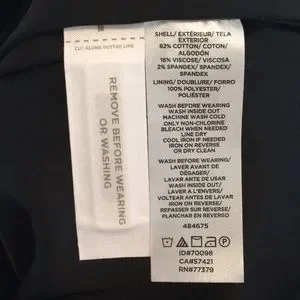 CUT ALONG DOTTED LINE
REMOVE BEFORE WEARING
OR WASHING
SHELL/ EXTÉRIEUR/ TELA
EXTERIOR
82% COTTON/ COTON/
ALGODÓN
16% VISCOSE/ VISCOSA
2% SPANDEX/ SPANDEX/
SPANDEX
LINING/ DOUBLURE/ FORRO
100% POLYESTER/
POLIÉSTER
WASH BEFORE WEARING
WASH INSIDE OUT
MACHINE WASH COLD
ONLY NON-CHLORINE
BLEACH WHEN NEEDED
LINE DRY
COOL IRON IF NEEDED
IRON ON REVERSE
OR DRY CLEAN
WASH BEFORE WEARING/
LAVER AVANT DE
DÉGAGER/
LAVAR ANTE DE USAR
WASH INSIDE OUT/
LAVER A L'ENVERS/
VOLTEAR ANTES DE LAVAR
IRON ON REVERSE/
REPASSER SUR REVERSE/
PLANCHAR EN REVERSO
484675
ID#70098
CA#57421
RN#77379